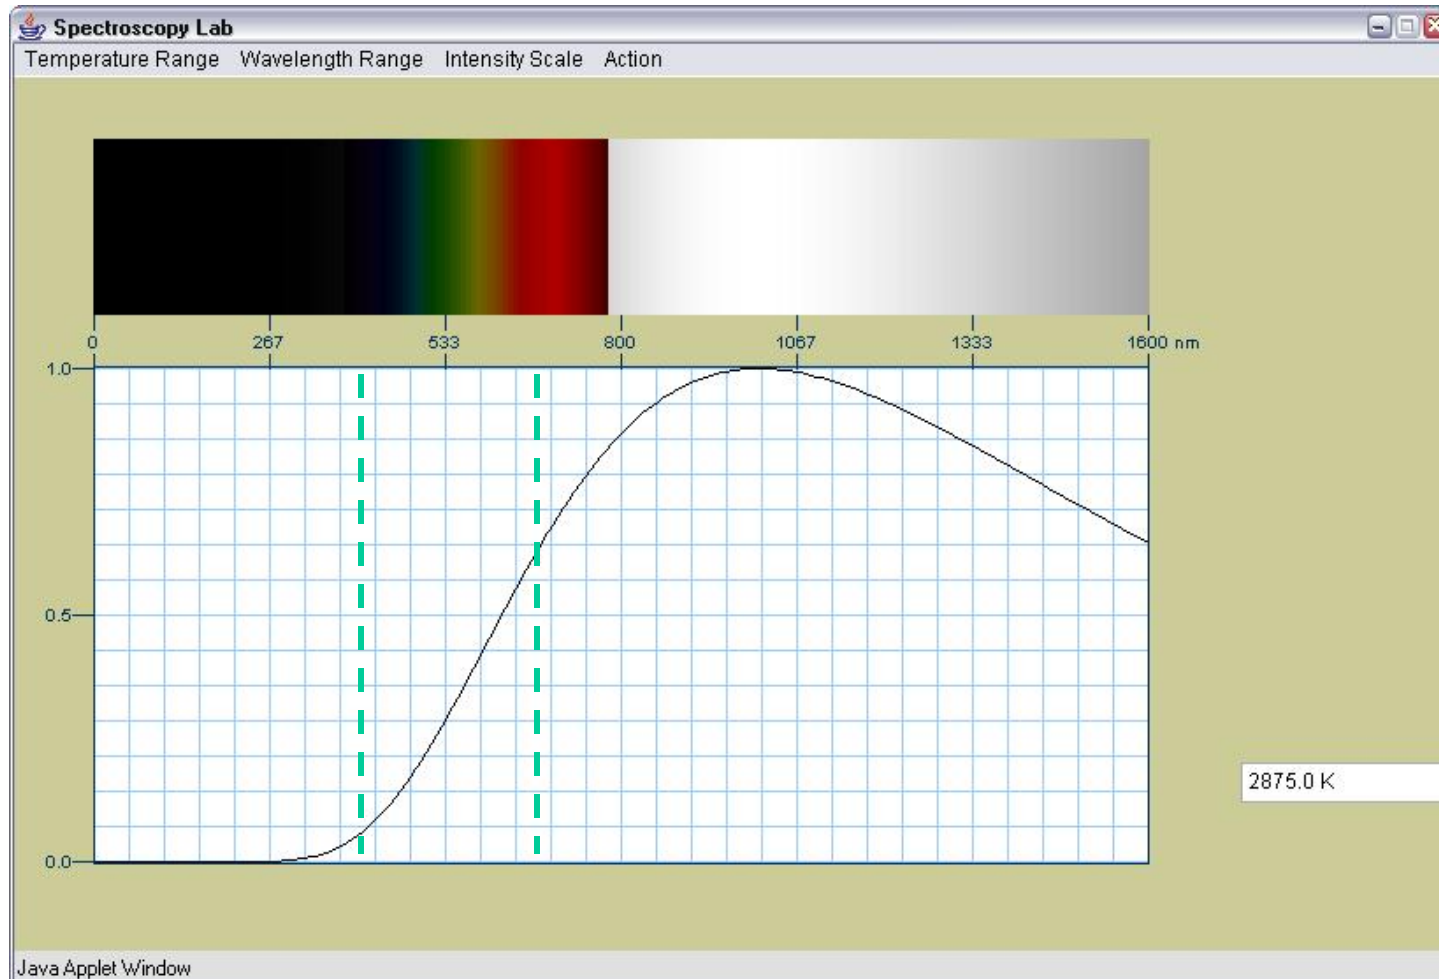 Spectroscopy Lab
Temperature Range Wavelength Range Intensity Scale Action
0 267 533 800 1067 1333 1600 nm
1.0
0.5
2875.0 K
0.0
Java Applet Window